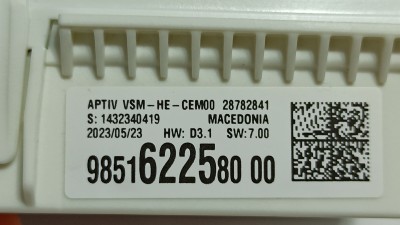 APTIV VSM-HE-CEM00 28782841
S: 1432340419 MACEDONIA
2023/05/23 HW: D3.1 SW: 7.00
9851622580 00